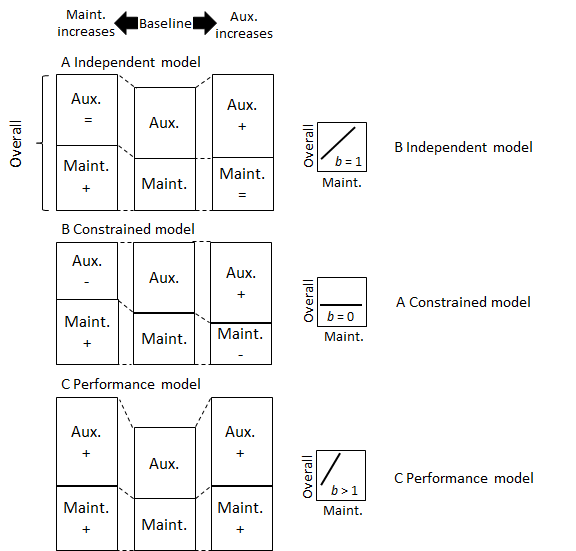 Maint. increases
Baseline
Aux. increases
A Independent model
Overall
Aux.
=
Maint.
+
Aux.
Maint.
Aux.
+
Maint.
=
Overall
b = 1
Maint.
B Independent model
B Constrained model
Aux.
-
Maint.
+
Aux.
Maint.
Aux.
+
Maint.
-
Overall
b = 0
Maint.
A Constrained model
C Performance model
Aux.
+
Maint.
+
Aux.
Maint.
Aux.
+
Maint.
+
Overall
b > 1
Maint.
C Performance model